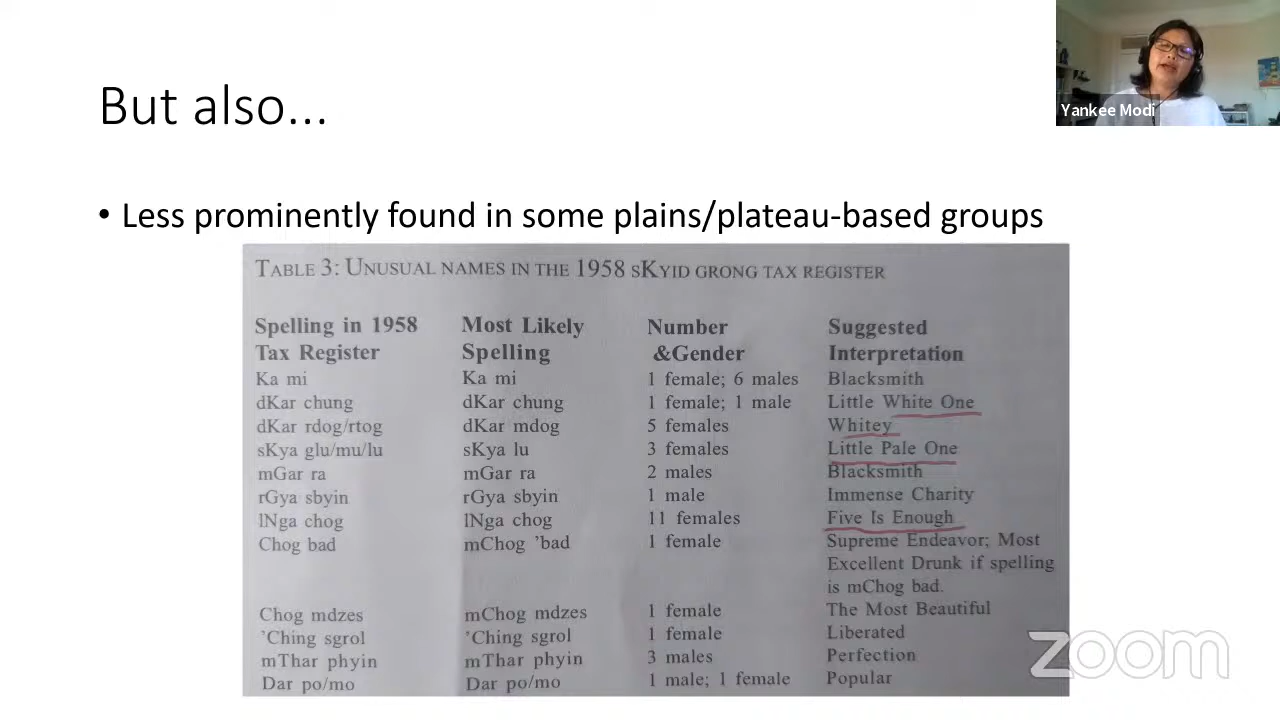 Yankee Modi
But also...
• Less prominently found in some plains/plateau-based groups
TABLE 3: UNUSUAL NAMES IN THE 1958 SKYID GRONG TAX REGISTER
Spelling in 1958 Most Likely Number Suggested
Tax Register Spelling &Gender Interpretation
Ka mi Ka mi 1 female; 6 males Blacksmith
dKar chung dKar chung 1 female; 1 male Little White One
dKar rdog/rtog dKar mdog 5 females Whitey
sKya glu/mu/lu sKya lu 3 females Little Pale One
mGar ra mGar ra 2 males Blacksmith
rGya sbyin rGya sbyin 1 male Immense Charity
lNga chog lNga chog 11 females Five Is Enough
Chog bad mChog 'bad 1 female Supreme Endeavor; Most
Excellent Drunk if spelling
is mChog bad.
Chog mdzes mChog mdzes 1 female The Most Beautiful
'Ching sgrol 'Ching sgrol 1 female Liberated
mThar phyin mThar phyin 3 males Perfection
Dar po/mo Dar po/mo 1 male; 1 female Popular
zoom